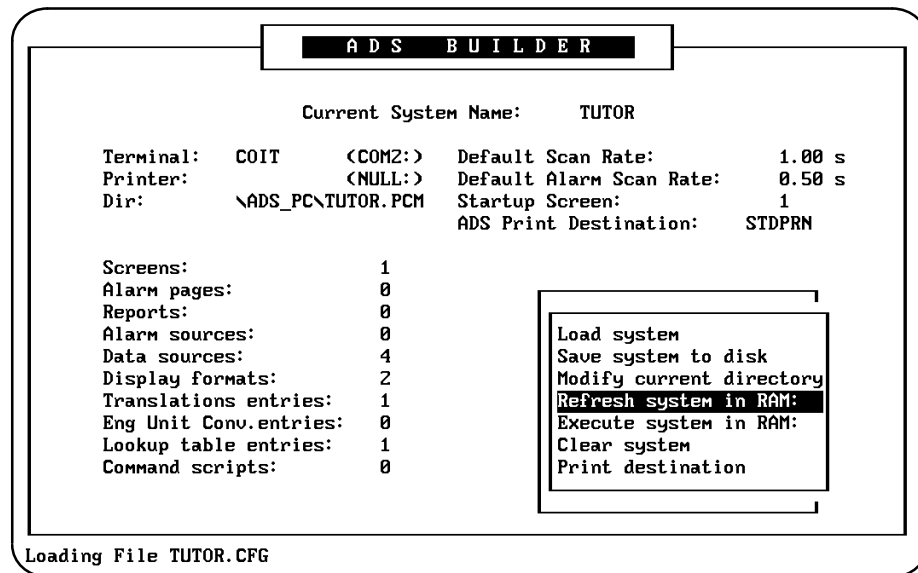 ADS BUILDER
Current System Name: TUTOR
Terminal: COIT (COM2:) Default Scan Rate: 1.00 s
Printer: (NULL:) Default Alarm Scan Rate: 0.50 s
Dir: \ADS_PC\TUTOR.PCM Startup Screen: 1
ADS Print Destination: STDPRN
Screens: 1
Alarm pages: 0
Reports: 0
Alarm sources: 0
Data sources: 4
Display formats: 2
Translations entries: 1
Eng Unit Conv.entries: 0
Lookup table entries: 1
Command scripts: 0
Load system
Save system to disk
Modify current directory
Refresh system in RAM:
Execute system in RAM:
Clear system
Print destination
Loading File TUTOR.CFG